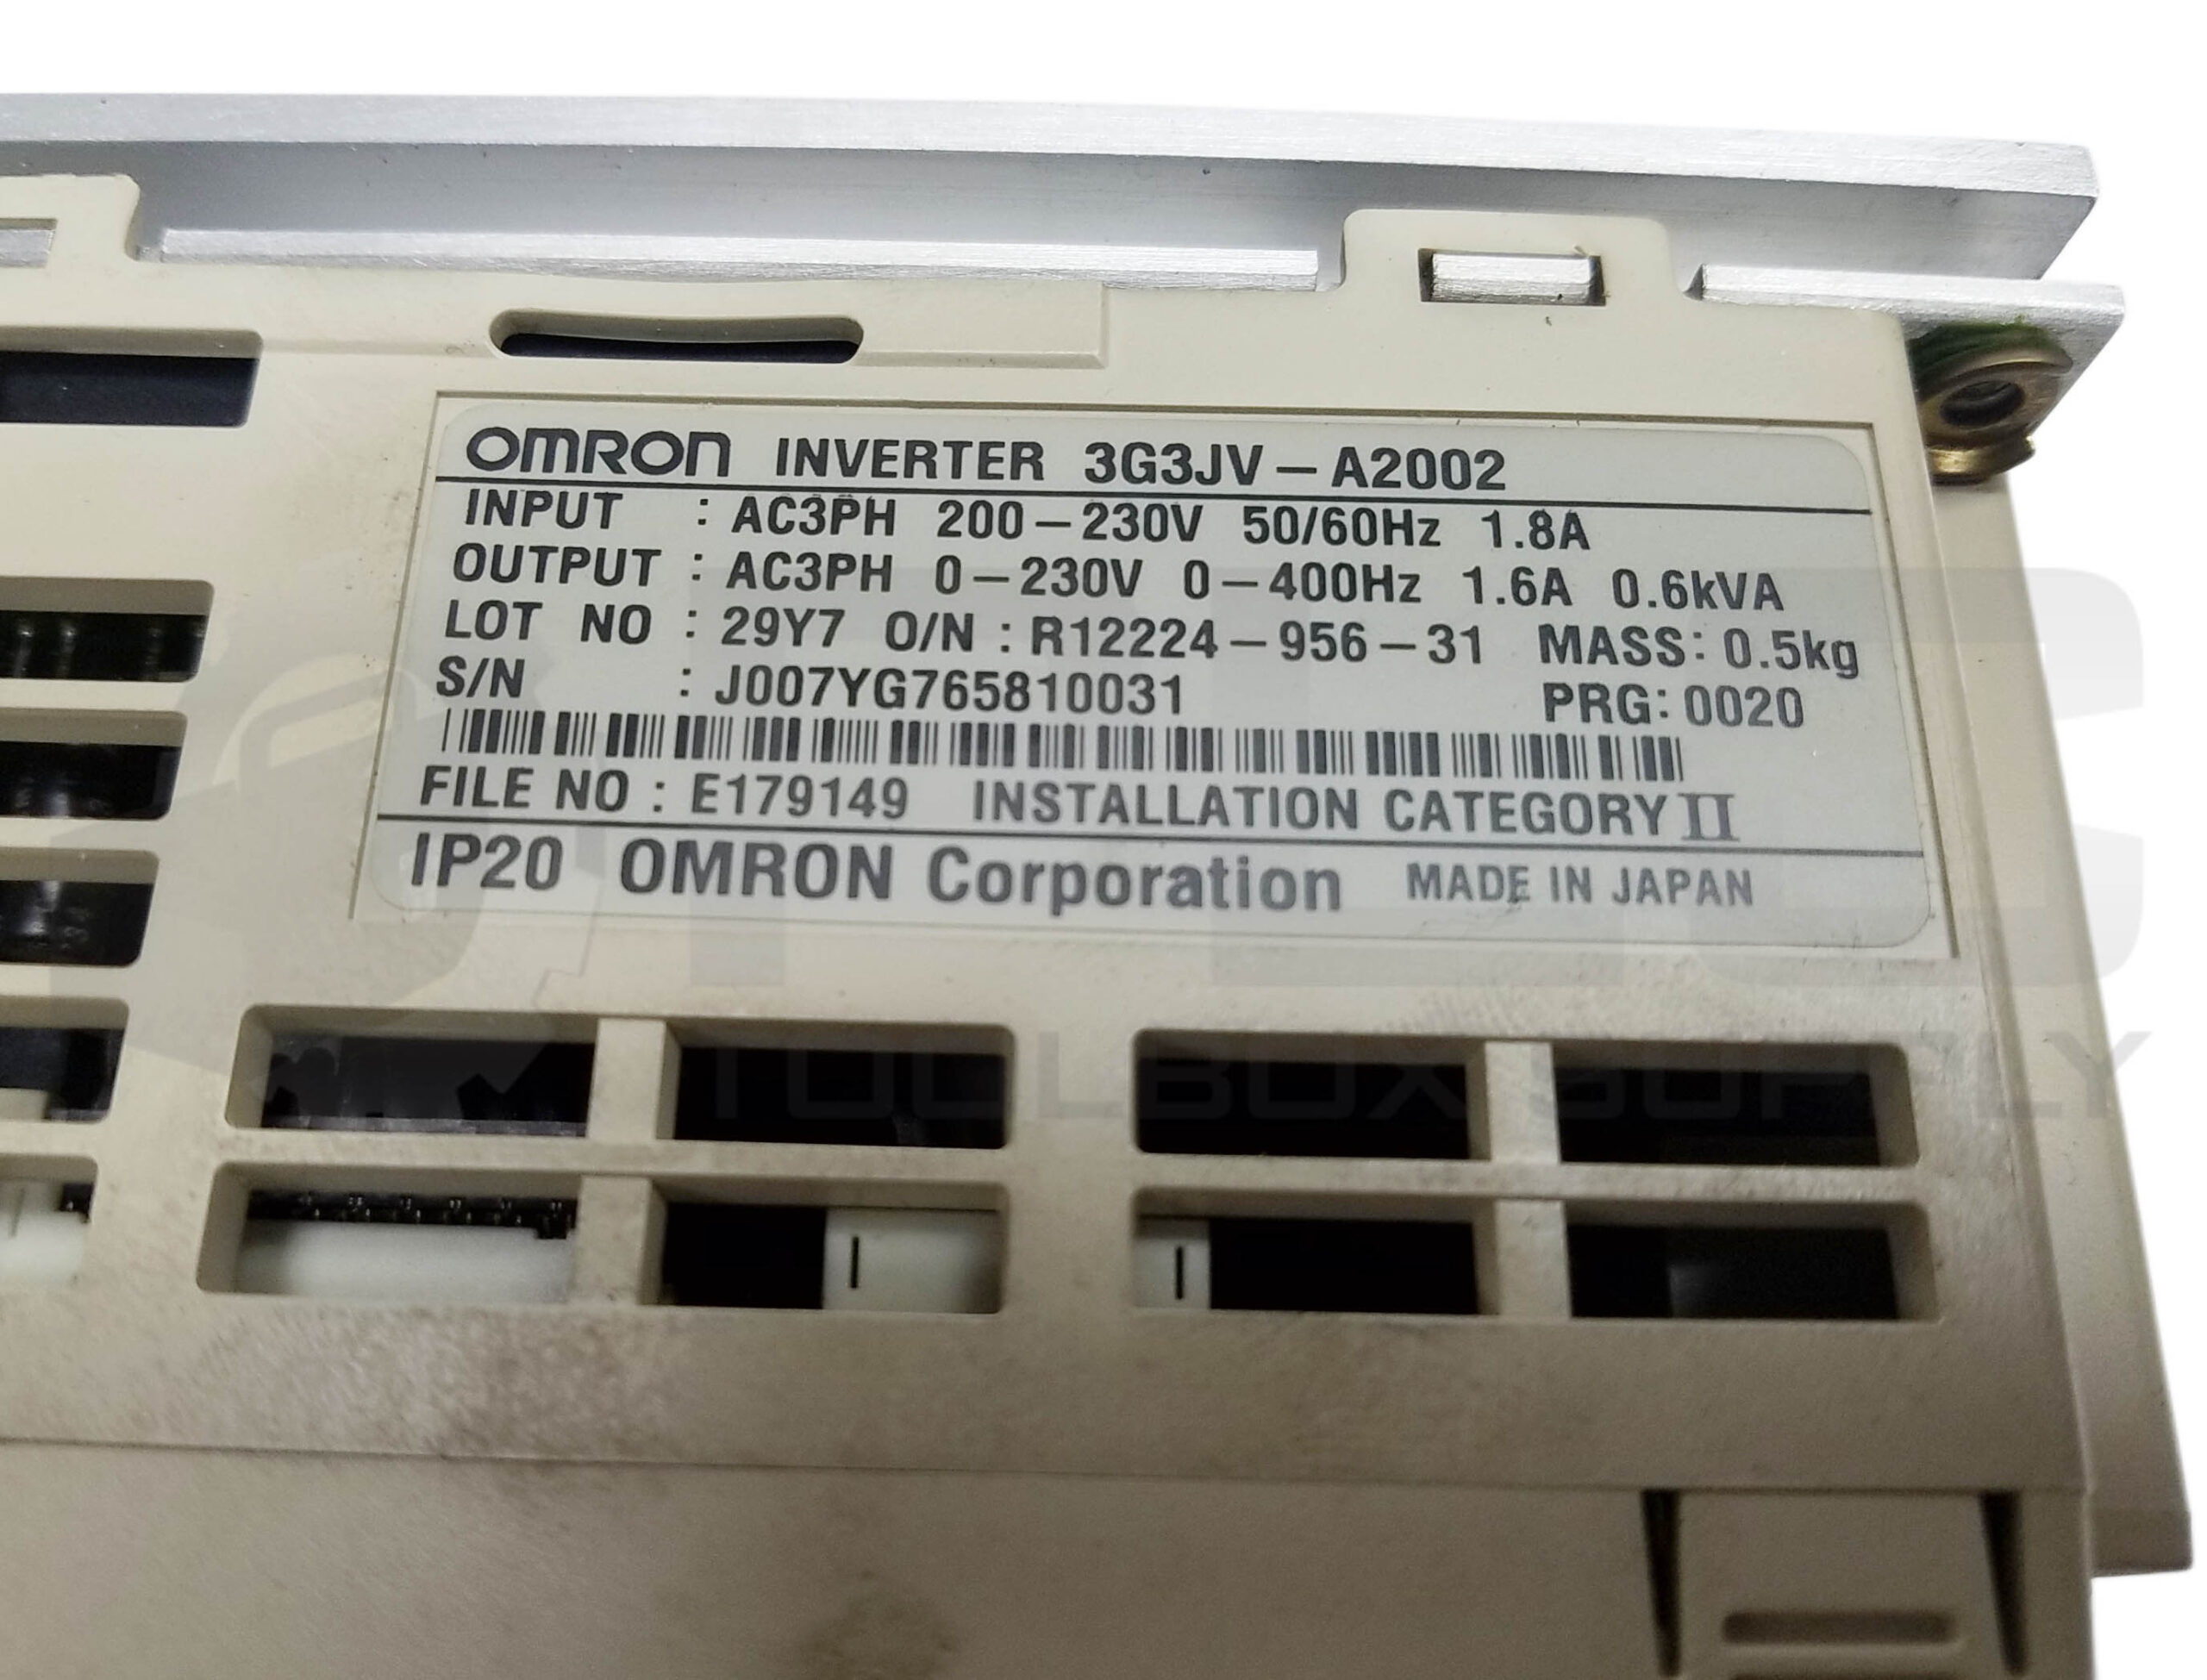 OMRON INVERTER 3G3JV-A2002
INPUT : AC3PH 200-230V 50/60Hz 1.8A
OUTPUT : AC3PH 0-230V 0-400Hz 1.6A 0.6kVA
LOT NO : 29Y7 O/N : R12224-956-31 MASS: 0.5kg
S/N : J007YG765810031 PRG: 0020
FILE NO : E179149 INSTALLATION CATEGORY II
IP20 OMRON Corporation MADE IN JAPAN
TOOLBOX SUPPLY